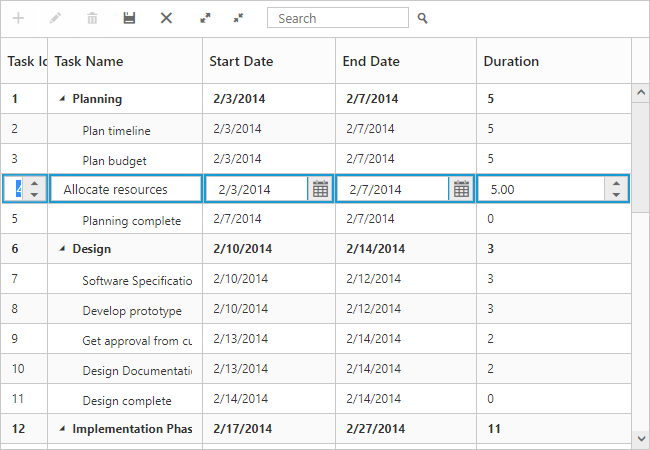 Search
Task Id Task Name Start Date End Date Duration
1 Planning 2/3/2014 2/7/2014 5
2 Plan timeline 2/3/2014 2/7/2014 5
3 Plan budget 2/3/2014 2/7/2014 5
4 Allocate resources 2/3/2014 2/7/2014 5.00
5 Planning complete 2/7/2014 2/7/2014 0
6 Design 2/10/2014 2/14/2014 3
7 Software Specificatio 2/10/2014 2/12/2014 3
8 Develop prototype 2/10/2014 2/12/2014 3
9 Get approval from cu 2/13/2014 2/14/2014 2
10 Design Documentati 2/13/2014 2/14/2014 2
11 Design complete 2/14/2014 2/14/2014 0
12 Implementation Phas 2/17/2014 2/27/2014 11